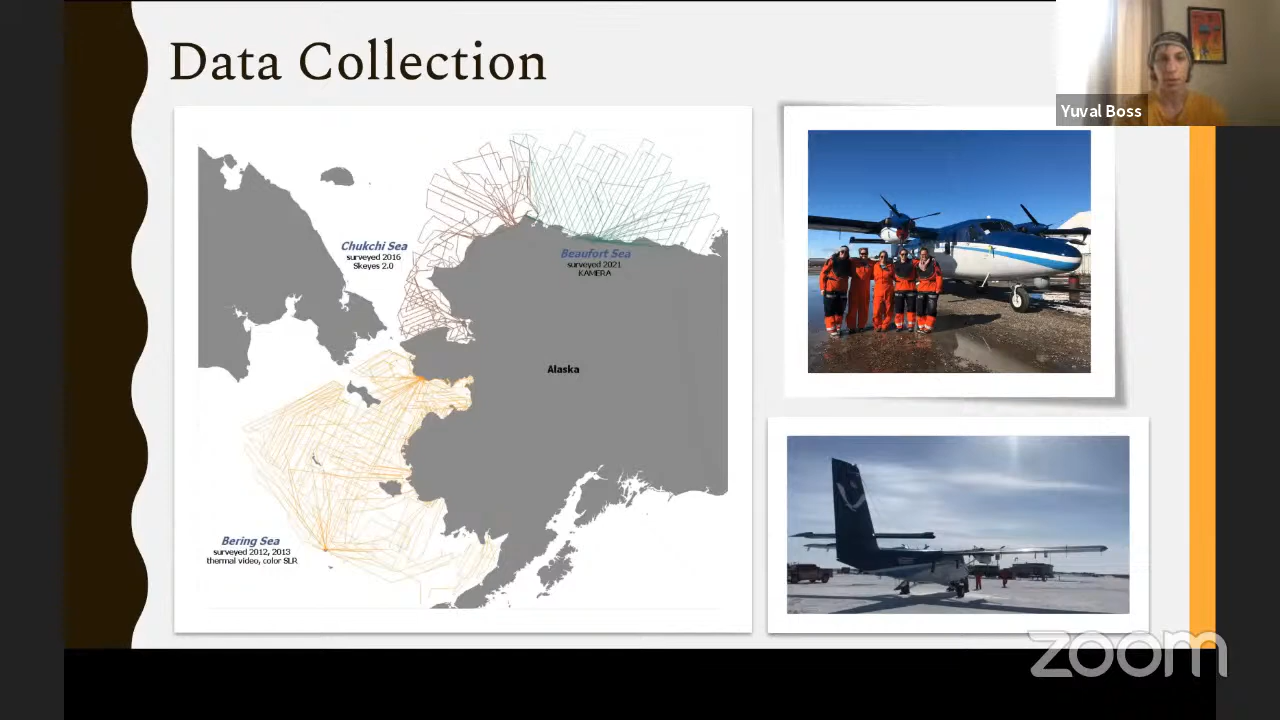 Data Collection
Yuval Boss
Chukchi Sea
surveyed 2016
Skeyes 2.0
Beaufort Sea
surveyed 2021
KAMERA
Alaska
Bering Sea
surveyed 2012, 2013
thermal video, color SLR
zoom